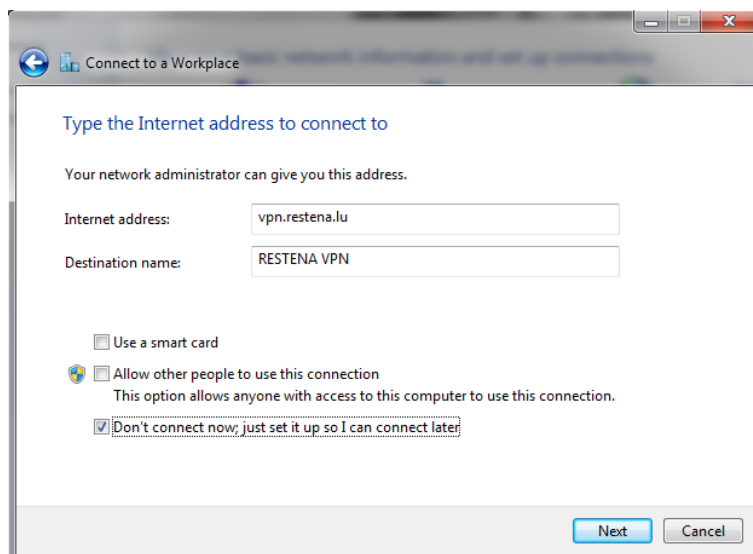 Connect to a Workplace
Type the Internet address to connect to
Your network administrator can give you this address.
Internet address: vpn.restena.lu
Destination name: RESTENA VPN
Use a smart card
Allow other people to use this connection
This option allows anyone with access to this computer to use this connection.
Don't connect now; just set it up so I can connect later
Next Cancel